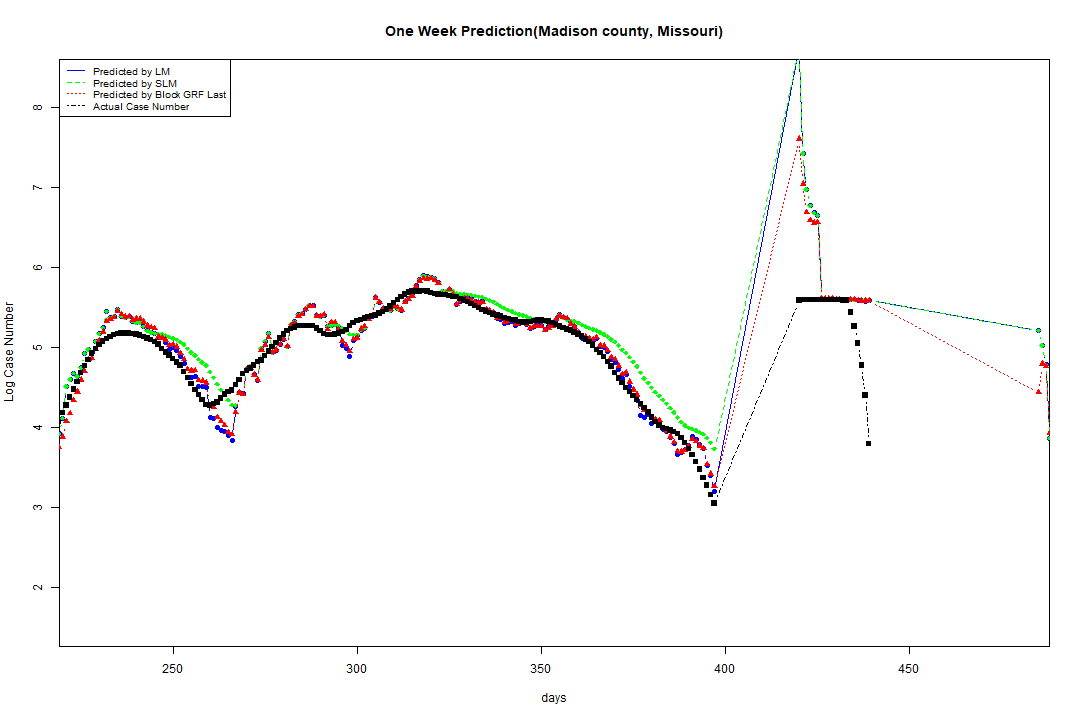 One Week Prediction(Madison county, Missouri)
Predicted by LM
Predicted by SLM
Predicted by Block GRF Last
Actual Case Number
8
7
6
5
4
3
2
Log Case Number
250 300 350 400 450
days